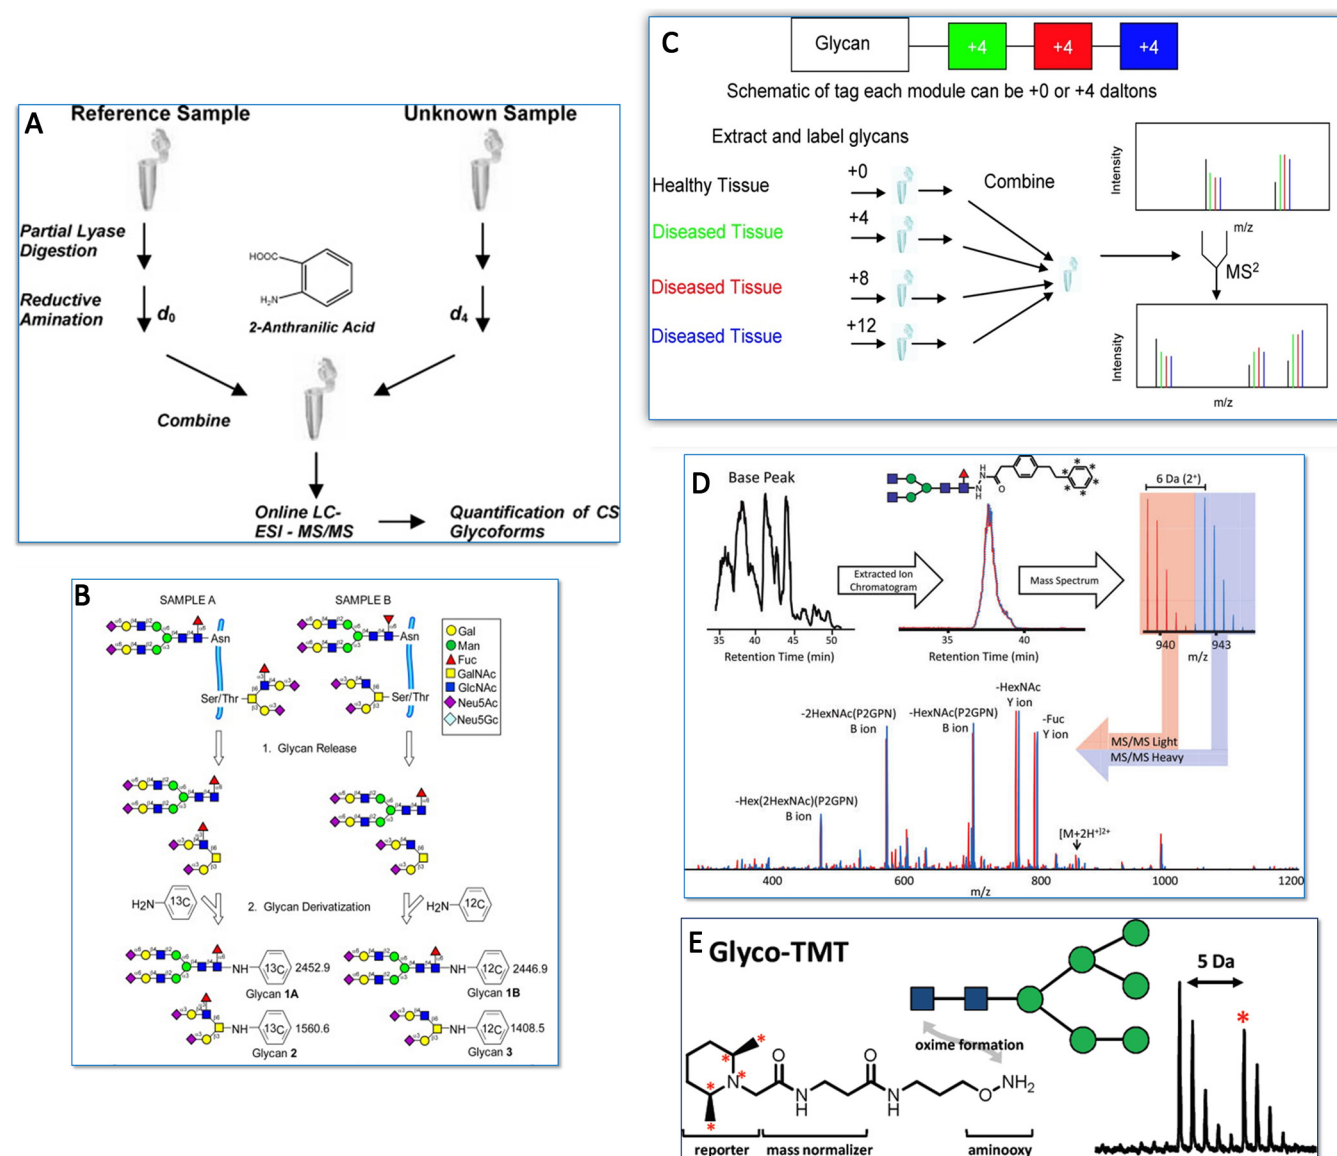 A
Reference Sample
Unknown Sample
Partial Lyase
Digestion
Reductive
Amination
d0
HOOC
H2N
2-Anthranilic Acid
d4
Combine
Online LC-
ESI - MS/MS
Quantification of CS
Glycoforms
B
SAMPLE A
SAMPLE B
Asn
Asn
Ser/Thr
Ser/Thr
Gal
Man
Fuc
GalNAc
GlcNAc
Neu5Ac
Neu5Gc
1. Glycan Release
H2N
13C
2. Glycan Derivatization
H2N
12C
NH
13C
2452.9
Glycan 1A
NH
12C
2446.9
Glycan 1B
NH
13C
1560.6
Glycan 2
NH
12C
1408.5
Glycan 3
C
Glycan
+4
+4
+4
Schematic of tag each module can be +0 or +4 daltons
Extract and label glycans
Healthy Tissue
+0
Combine
Diseased Tissue
+4
Diseased Tissue
+8
Diseased Tissue
+12
Intensity
m/z
MS2
Intensity
m/z
D
Base Peak
35 40 45 50
Retention Time (min)
Extracted Ion
Chromatogram
H
N
N
H
O
35 40
Retention Time (min)
Mass Spectrum
6 Da (2+)
940 943
m/z
MS/MS Light
MS/MS Heavy
-Hex(2HexNAc)(P2GPN)
B ion
-2HexNAc(P2GPN)
B ion
-HexNAc(P2GPN)
B ion
-HexNAc
Y ion
-Fuc
Y ion
[M+2H+]2+
400 600 800 1000 1200
m/z
E
Glyco-TMT
5 Da
*
oxime formation
N
O
N
H
O
N
H
O
NH2
reporter
mass normalizer
aminooxy